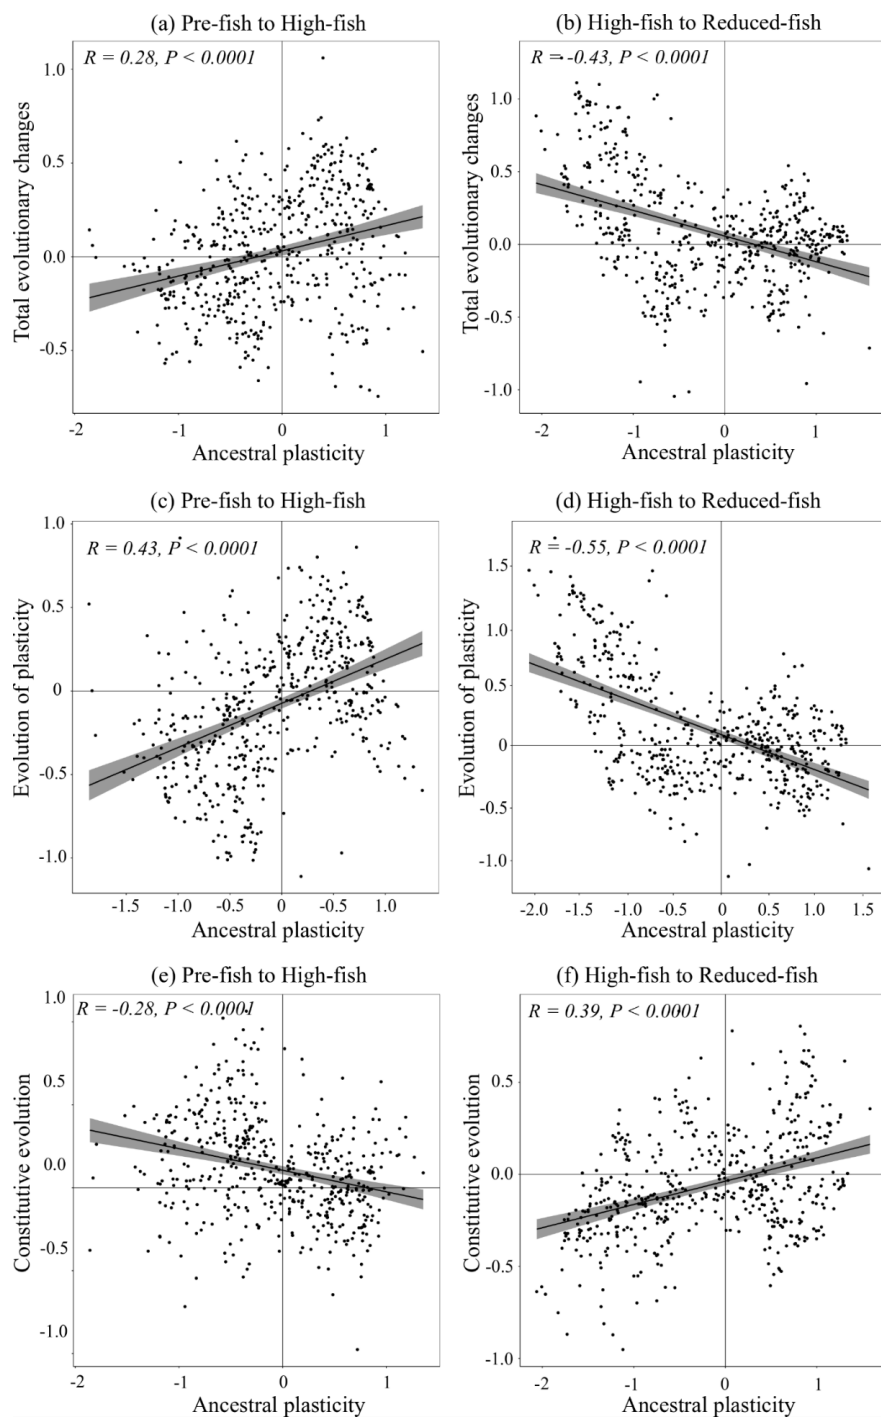 (a) Pre-fish to High-fish
R = 0.28, P < 0.0001
Total evolutionary changes
1.0
0.5
0.0
-0.5
-2
-1
0
1
Ancestral plasticity
(b) High-fish to Reduced-fish
R = -0.43, P < 0.0001
Total evolutionary changes
1.0
0.5
0.0
-0.5
-1.0
-2
-1
0
1
Ancestral plasticity
(c) Pre-fish to High-fish
R = 0.43, P < 0.0001
Evolution of plasticity
1.0
0.5
0
-0.5
-1.0
-1.5
-1.0
-0.5
0
0.5
1.0
Ancestral plasticity
(d) High-fish to Reduced-fish
R = -0.55, P < 0.0001
Evolution of plasticity
1.5
1.0
0.5
0
-0.5
-1.0
-2.0
-1.5
-1.0
-0.5
0
0.5
1.0
1.5
Ancestral plasticity
(e) Pre-fish to High-fish
R = -0.28, P < 0.0001
Constitutive evolution
1.0
0.5
0.0
-0.5
-1.0
-2
-1
0
1
Ancestral plasticity
(f) High-fish to Reduced-fish
R = 0.39, P < 0.0001
Constitutive evolution
0.5
0
-0.5
-1.0
-2
-1
0
1
Ancestral plasticity